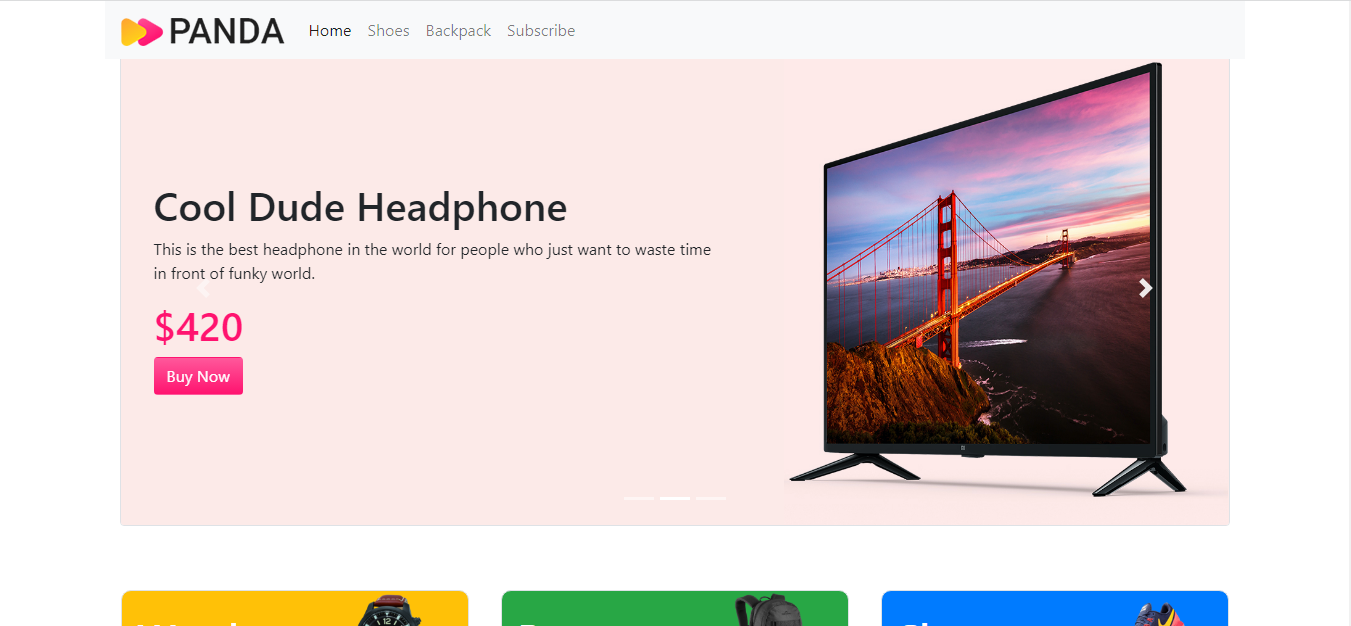 PANDA
Home Shoes Backpack Subscribe
Cool Dude Headphone
This is the best headphone in the world for people who just want to waste time
in front of funky world.
$420
Buy Now